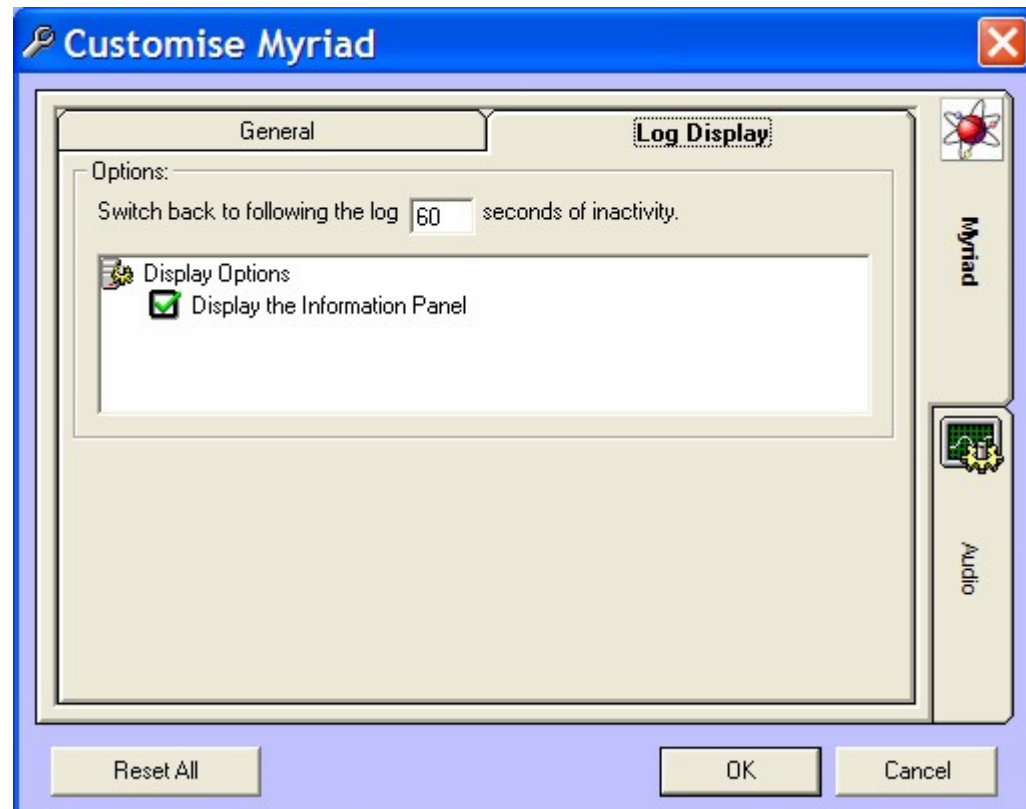 Customise Myriad
General
Log Display
Options:
Switch back to following the log 60 seconds of inactivity.
Display Options
Display the Information Panel
Myriad
Audio
Reset All
OK
Cancel